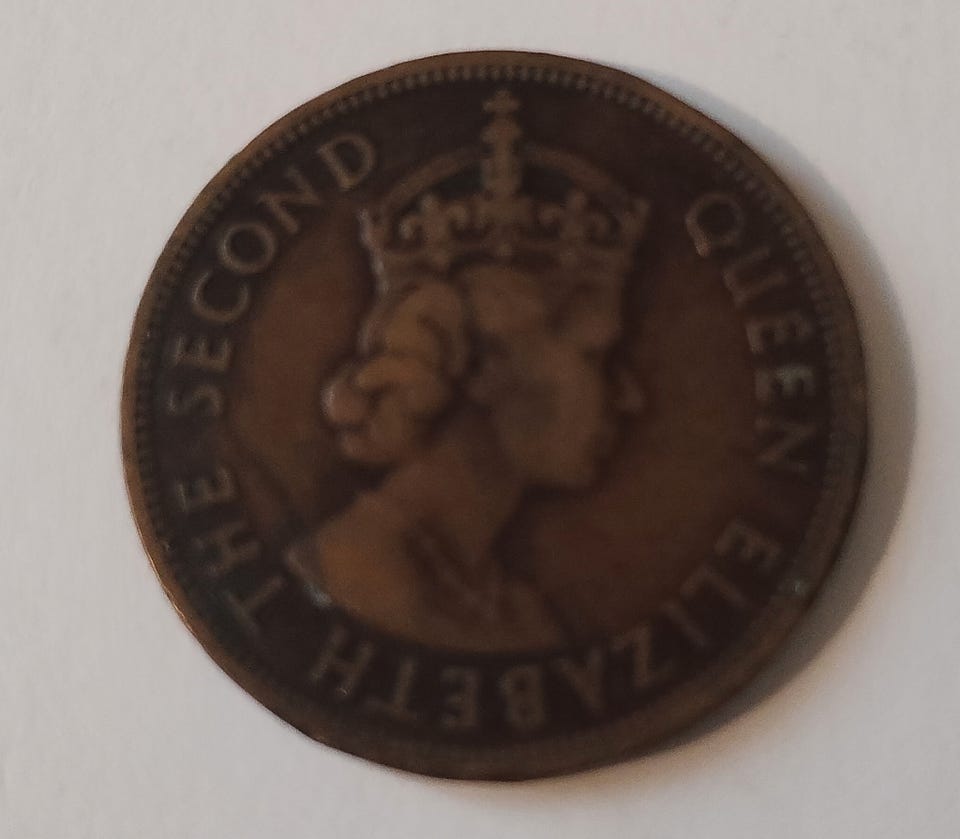 QUEEN ELIZABETH THE SECOND